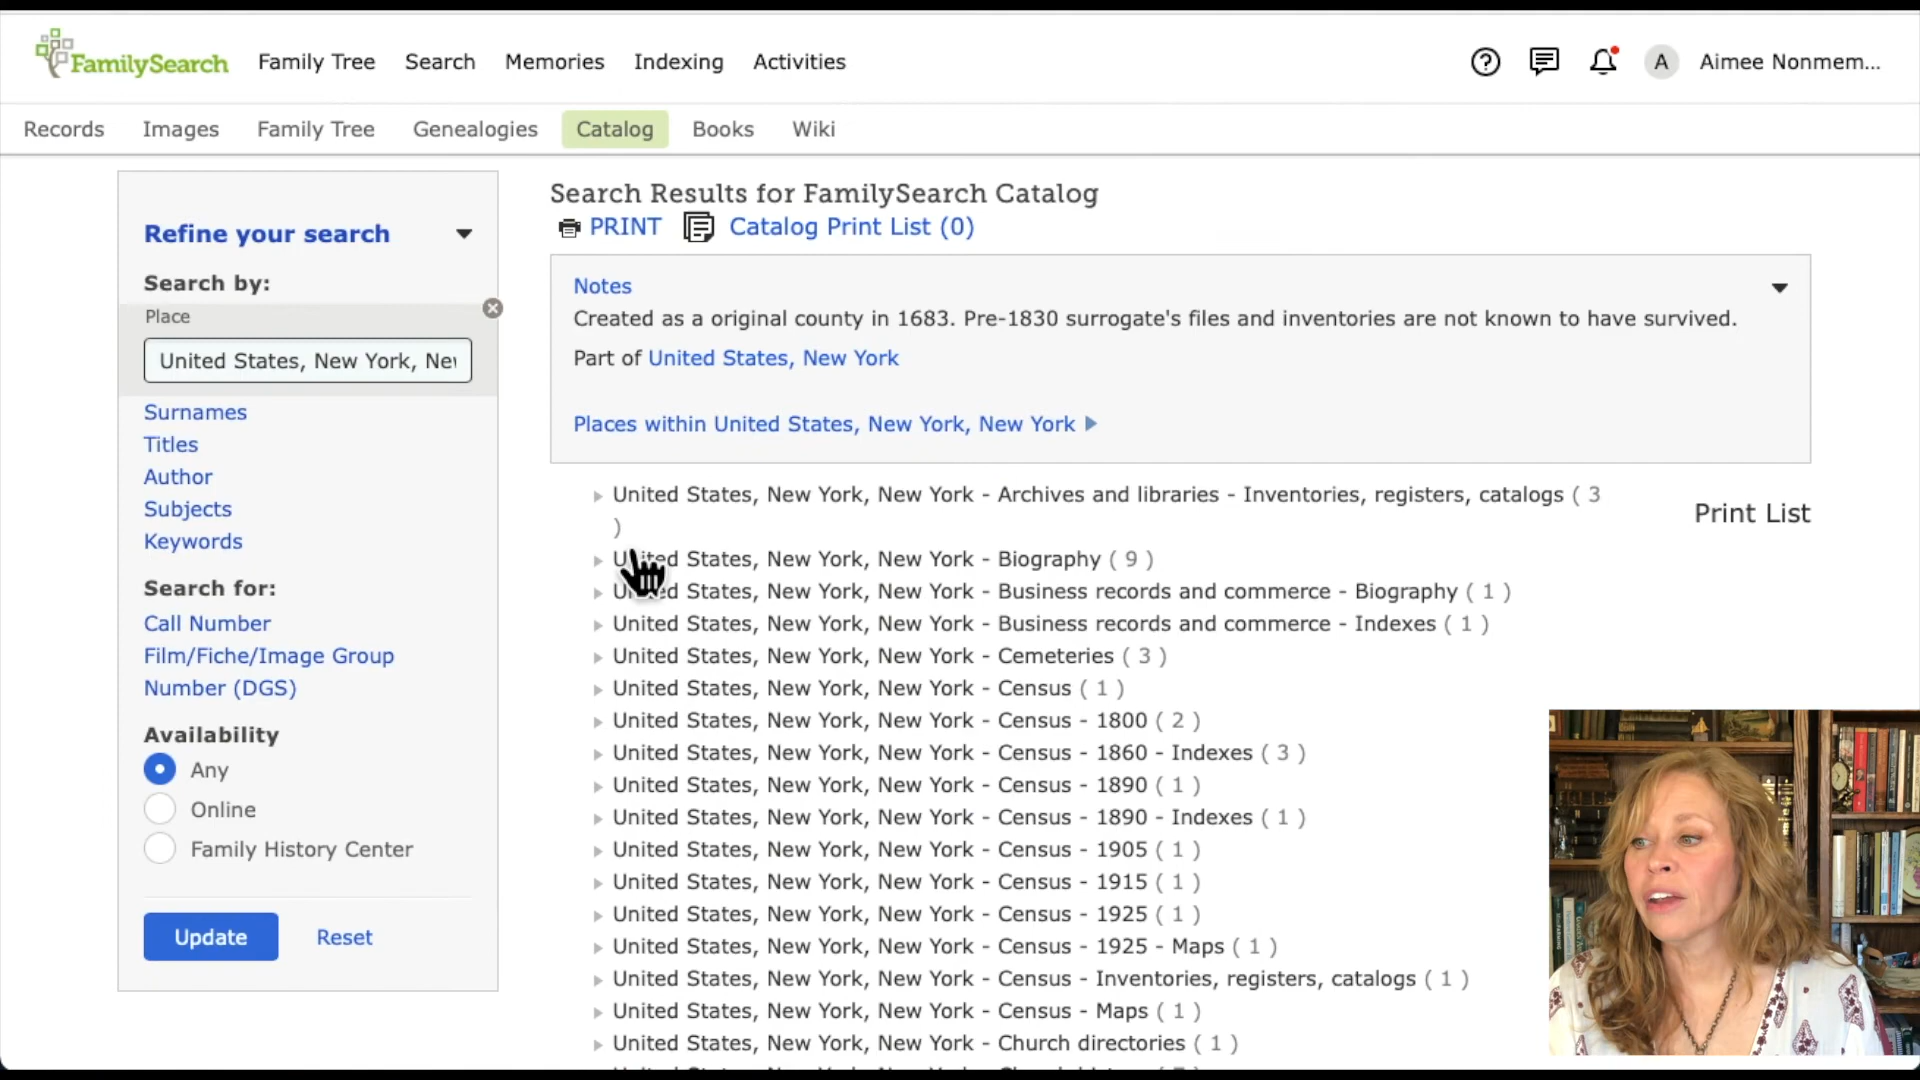 FamilySearch
Family Tree
Search
Memories
Indexing
Activities
A
Aimee Nonmem...
Records
Images
Family Tree
Genealogies
Catalog
Books
Wiki
Refine your search
Search by:
Place
United States, New York, Nev
Surnames
Titles
Author
Subjects
Keywords
Search for:
Call Number
Film/Fiche/Image Group
Number (DGS)
Availability
Any
Online
Family History Center
Update
Reset
Search Results for FamilySearch Catalog
PRINT
Catalog Print List (0)
Notes
Created as a original county in 1683. Pre-1830 surrogate's files and inventories are not known to have survived.
Part of United States, New York
Places within United States, New York, New York
United States, New York, New York - Archives and libraries - Inventories, registers, catalogs ( 3
)
Print List
United States, New York, New York - Biography ( 9 )
United States, New York, New York - Business records and commerce - Biography ( 1 )
United States, New York, New York - Business records and commerce - Indexes ( 1 )
United States, New York, New York - Cemeteries ( 3 )
United States, New York, New York - Census ( 1 )
United States, New York, New York - Census - 1800 ( 2 )
United States, New York, New York - Census - 1860 - Indexes ( 3 )
United States, New York, New York - Census - 1890 ( 1 )
United States, New York, New York - Census - 1890 - Indexes ( 1 )
United States, New York, New York - Census - 1905 ( 1 )
United States, New York, New York - Census - 1915 ( 1 )
United States, New York, New York - Census - 1925 ( 1 )
United States, New York, New York - Census - 1925 - Maps ( 1 )
United States, New York, New York - Census - Inventories, registers, catalogs ( 1 )
United States, New York, New York - Census - Maps ( 1 )
United States, New York, New York - Church directories ( 1 )